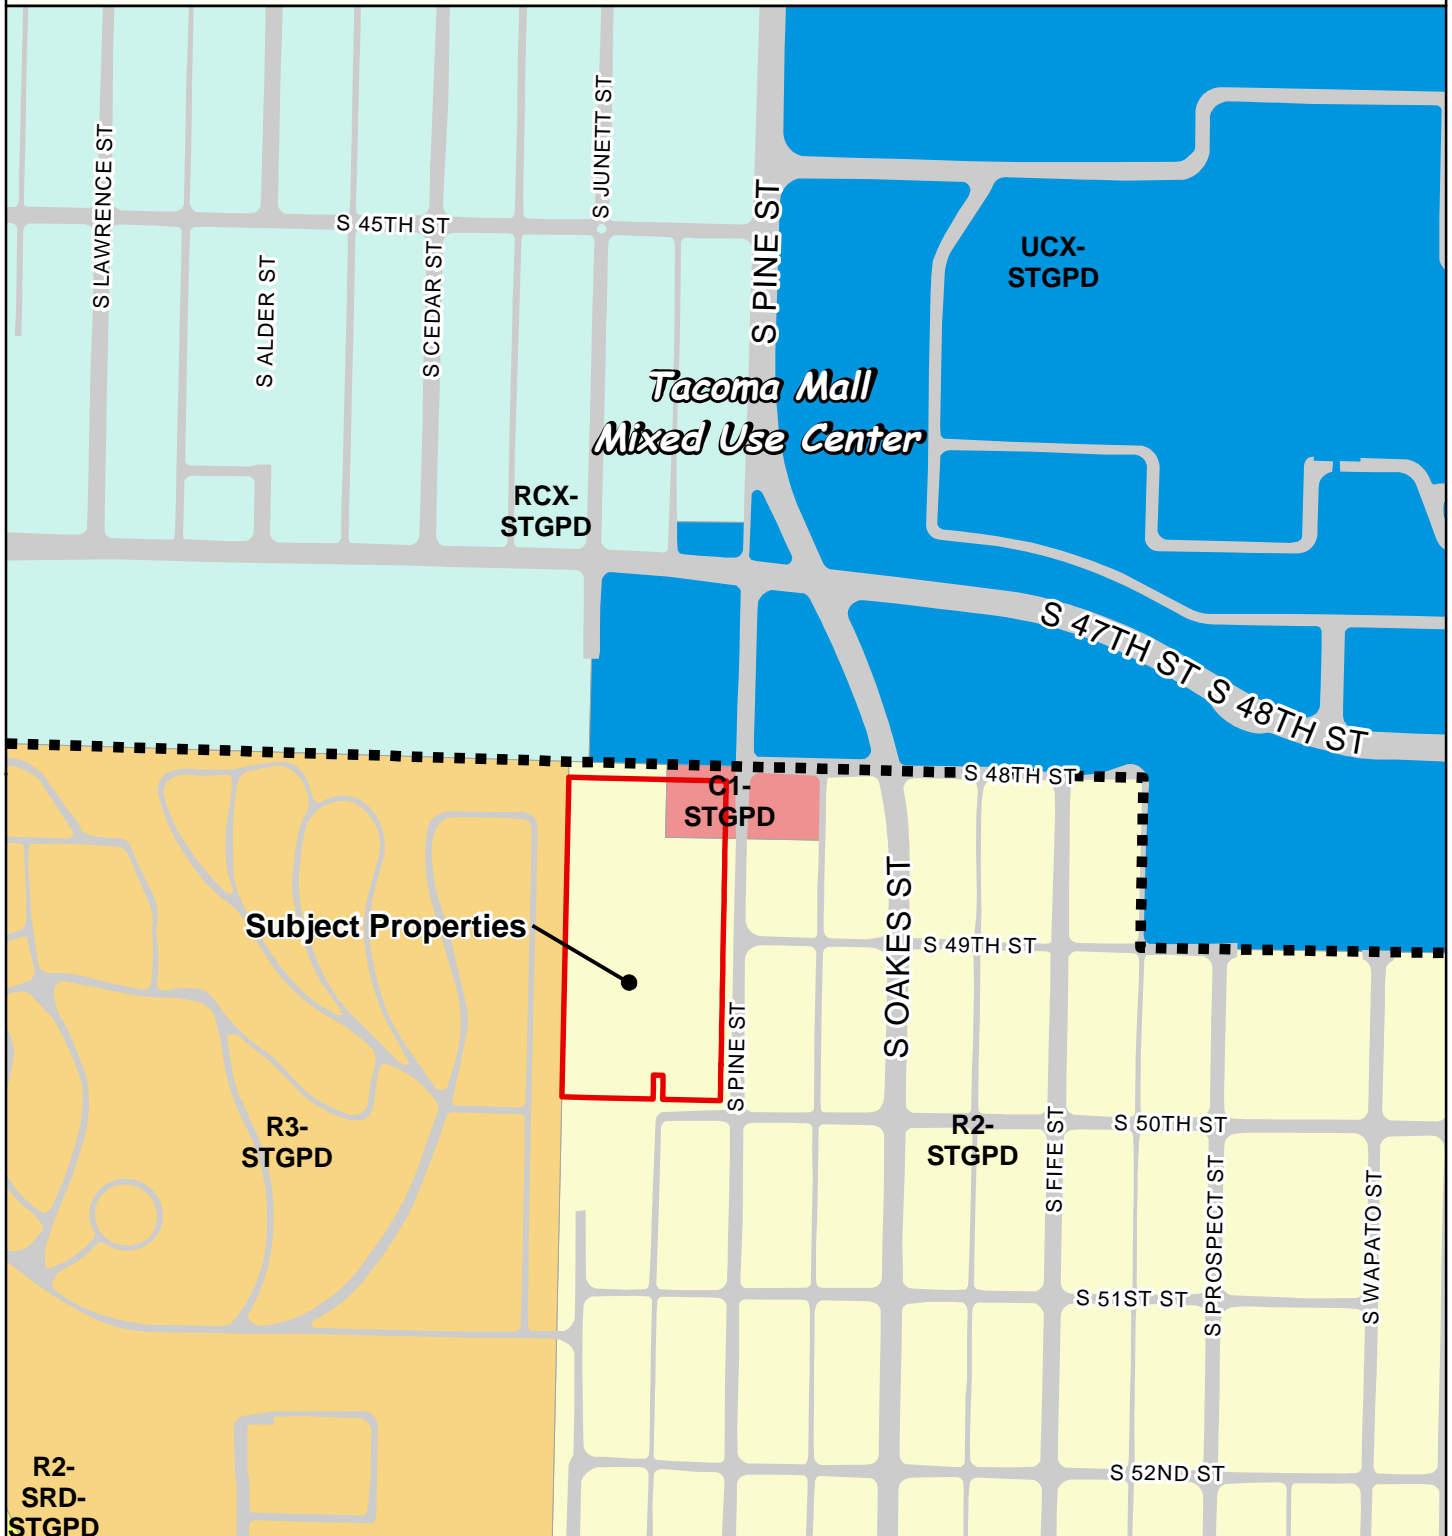 S LAWRENCE ST
S JUNETT ST
S 45TH ST
S ALDER ST
S CEDAR ST
S PINE ST
UCX-
STGPD
Tacoma Mall
Mixed Use Center
RCX-
STGPD
S 47TH ST
S 48TH ST
S 48TH ST
C1-
STGPD
Subject Properties
S OAKES ST
S 49TH ST
S PINE ST
R3-
STGPD
R2-
STGPD
S FIFE ST
S 50TH ST
S PROSPECT ST
S WAPATO ST
S 51ST ST
R2-
SRD-
STGPD
S 52ND ST